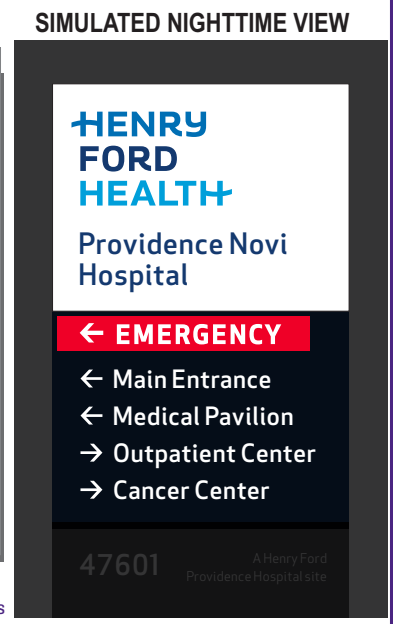 SIMULATED NIGHTTIME VIEW
HENRY
FORD
HEALTH
Providence Novi
Hospital
← EMERGENCY
← Main Entrance
← Medical Pavilion
→ Outpatient Center
→ Cancer Center
47601
A Henry Ford
Providence Hospital site
s